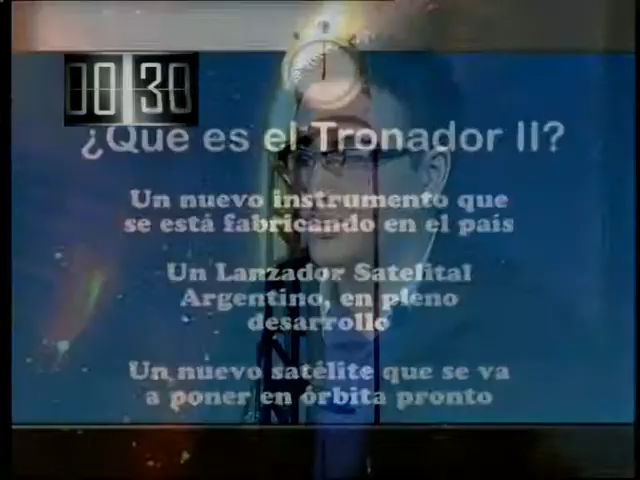 00 30
¿Que es el Tronador II?
Un nuevo instrumento que
se está fabricando en el país
Un Lanzador Satelital
Argentino, en pleno
desarrollo
Un nuevo satélite que se va
a poner en órbita pronto